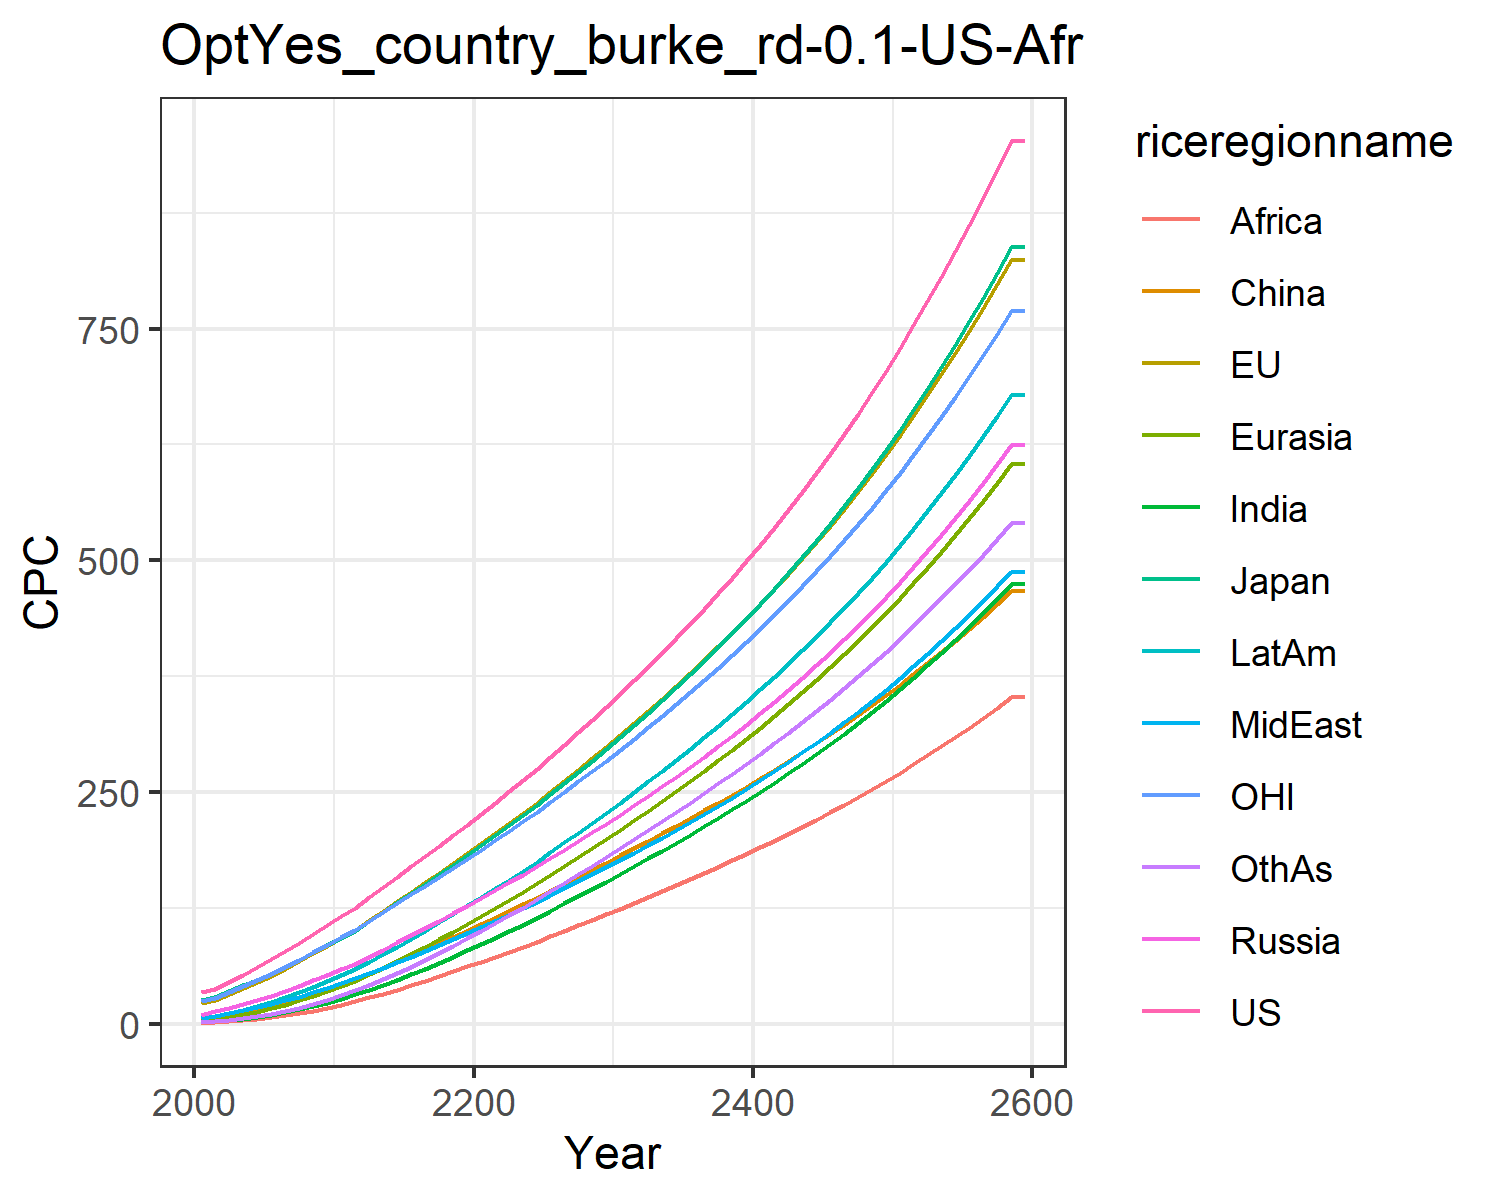 OptYes_country_burke_rd-0.1-US-Afr
riceregionname
Africa
China
EU
Eurasia
India
Japan
LatAm
MidEast
OHI
OthAs
Russia
US
CPC
750
500
250
0
2000 2200 2400 2600
Year